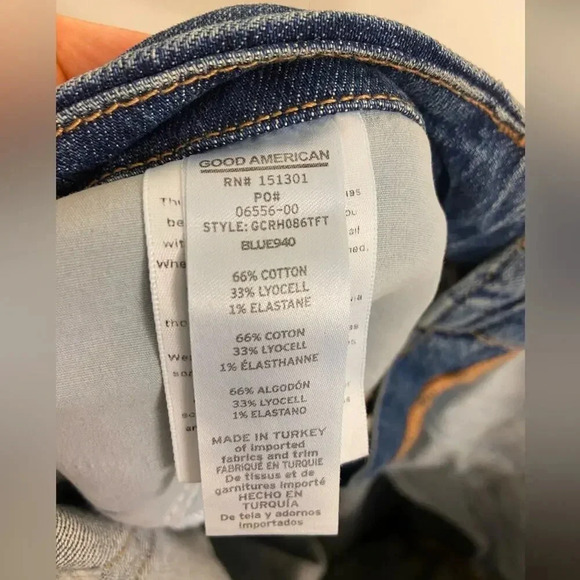 GOOD AMERICAN
RN# 151301
PO#
06556-00
STYLE: GCRH086TFT
BLUE940
66% COTTON
33% LYOCELL
1% ELASTANE
66% COTON
33% LYOCELL
1% ÉLASTHANNE
66% ALGODÓN
33% LYOCELL
1% ELASTANO
MADE IN TURKEY
of imported
fabrics and trim
FABRIQUÉ EN TURQUIE
De tissus et de
garnitures importés
HECHO EN
TURQUÍA
De tela y adornos
importados